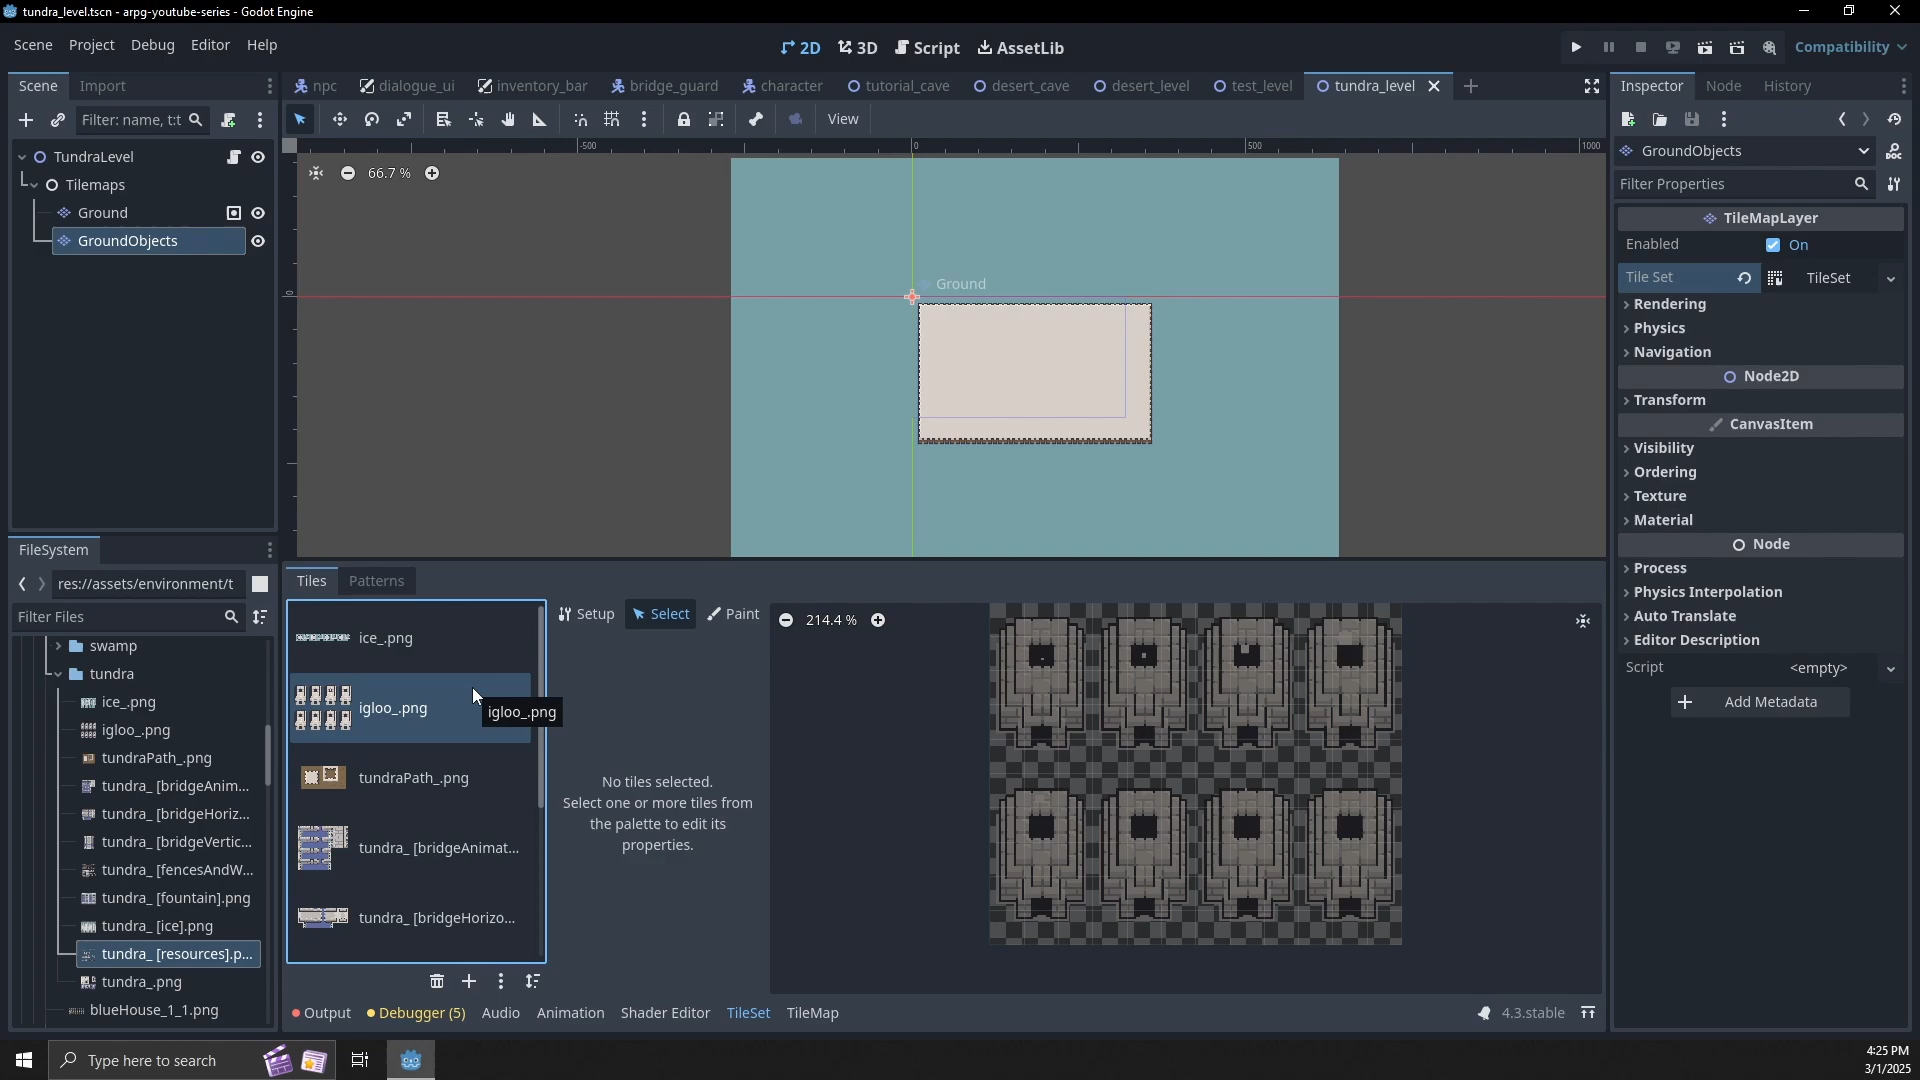 tundra_level.tscn - arpg-youtube-series - Godot Engine
Scene Project Debug Editor Help
2D 3D Script AssetLib
Compatibility
Scene Import
npc dialogue_ui inventory_bar bridge_guard character tutorial_cave desert_cave desert_level test_level tundra_level
Inspector Node History
Filter: name, t:t
View
GroundObjects
Filter Properties
TundraLevel
Tilemaps
Ground
GroundObjects
-500 0 500 1000
0
66.7 %
Ground
TileMapLayer
Enabled On
Tile Set TileSet
Rendering
Physics
Navigation
Node2D
Transform
CanvasItem
Visibility
Ordering
Texture
Material
Node
Process
Physics Interpolation
Auto Translate
Editor Description
Script <empty>
Add Metadata
FileSystem
res://assets/environment/t
Filter Files
swamp
tundra
ice_.png
igloo_.png
tundraPath_.png
tundra_ [bridgeAnim...
tundra_ [bridgeHoriz...
tundra_ [bridgeVertic...
tundra_ [fencesAndW...
tundra_ [fountain].png
tundra_ [ice].png
tundra_ [resources].p...
tundra_.png
blueHouse_1_1.png
Tiles Patterns
ice_.png
igloo_.png
igloo_.png
tundraPath_.png
tundra_ [bridgeAnimat...
tundra_ [bridgeHorizo...
Setup Select Paint
214.4 %
No tiles selected.
Select one or more tiles from
the palette to edit its
properties.
Output Debugger (5) Audio Animation Shader Editor TileSet TileMap
4.3.stable
Type here to search
4:25 PM
3/1/2025